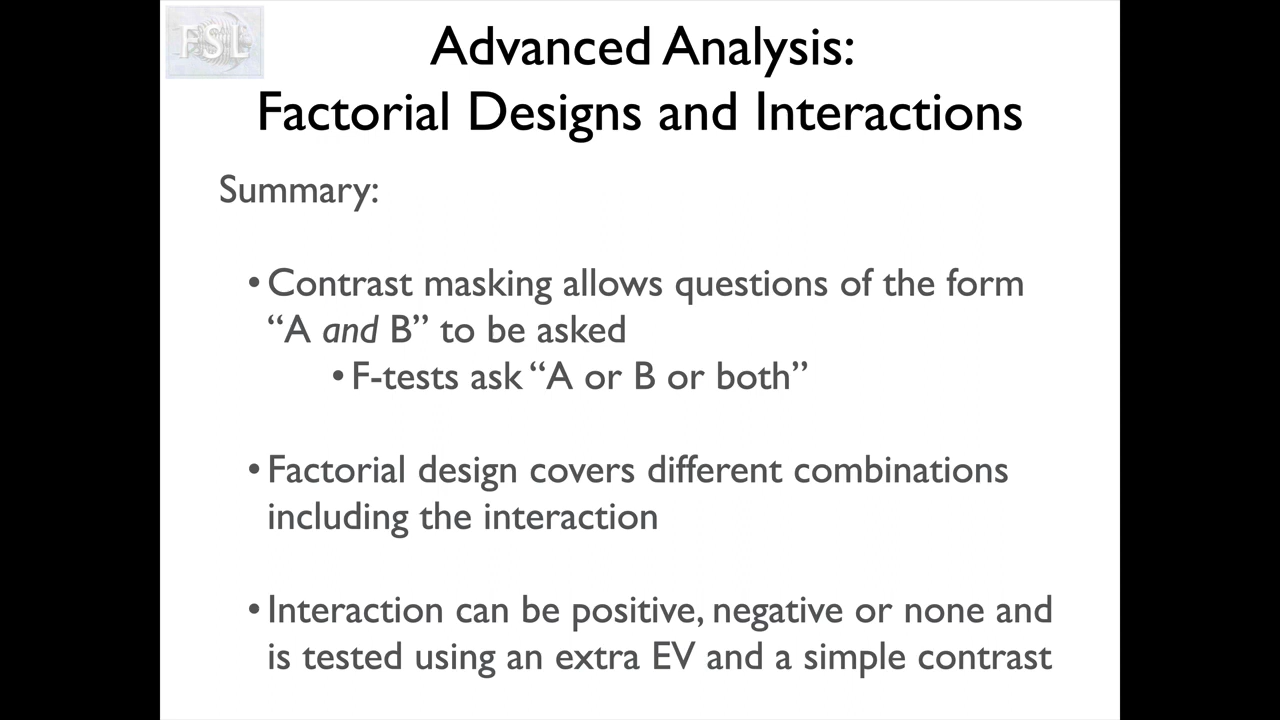 FSL
Advanced Analysis:
Factorial Designs and Interactions
Summary:
• Contrast masking allows questions of the form
“A and B” to be asked
• F-tests ask “A or B or both”
• Factorial design covers different combinations
including the interaction
• Interaction can be positive, negative or none and
is tested using an extra EV and a simple contrast